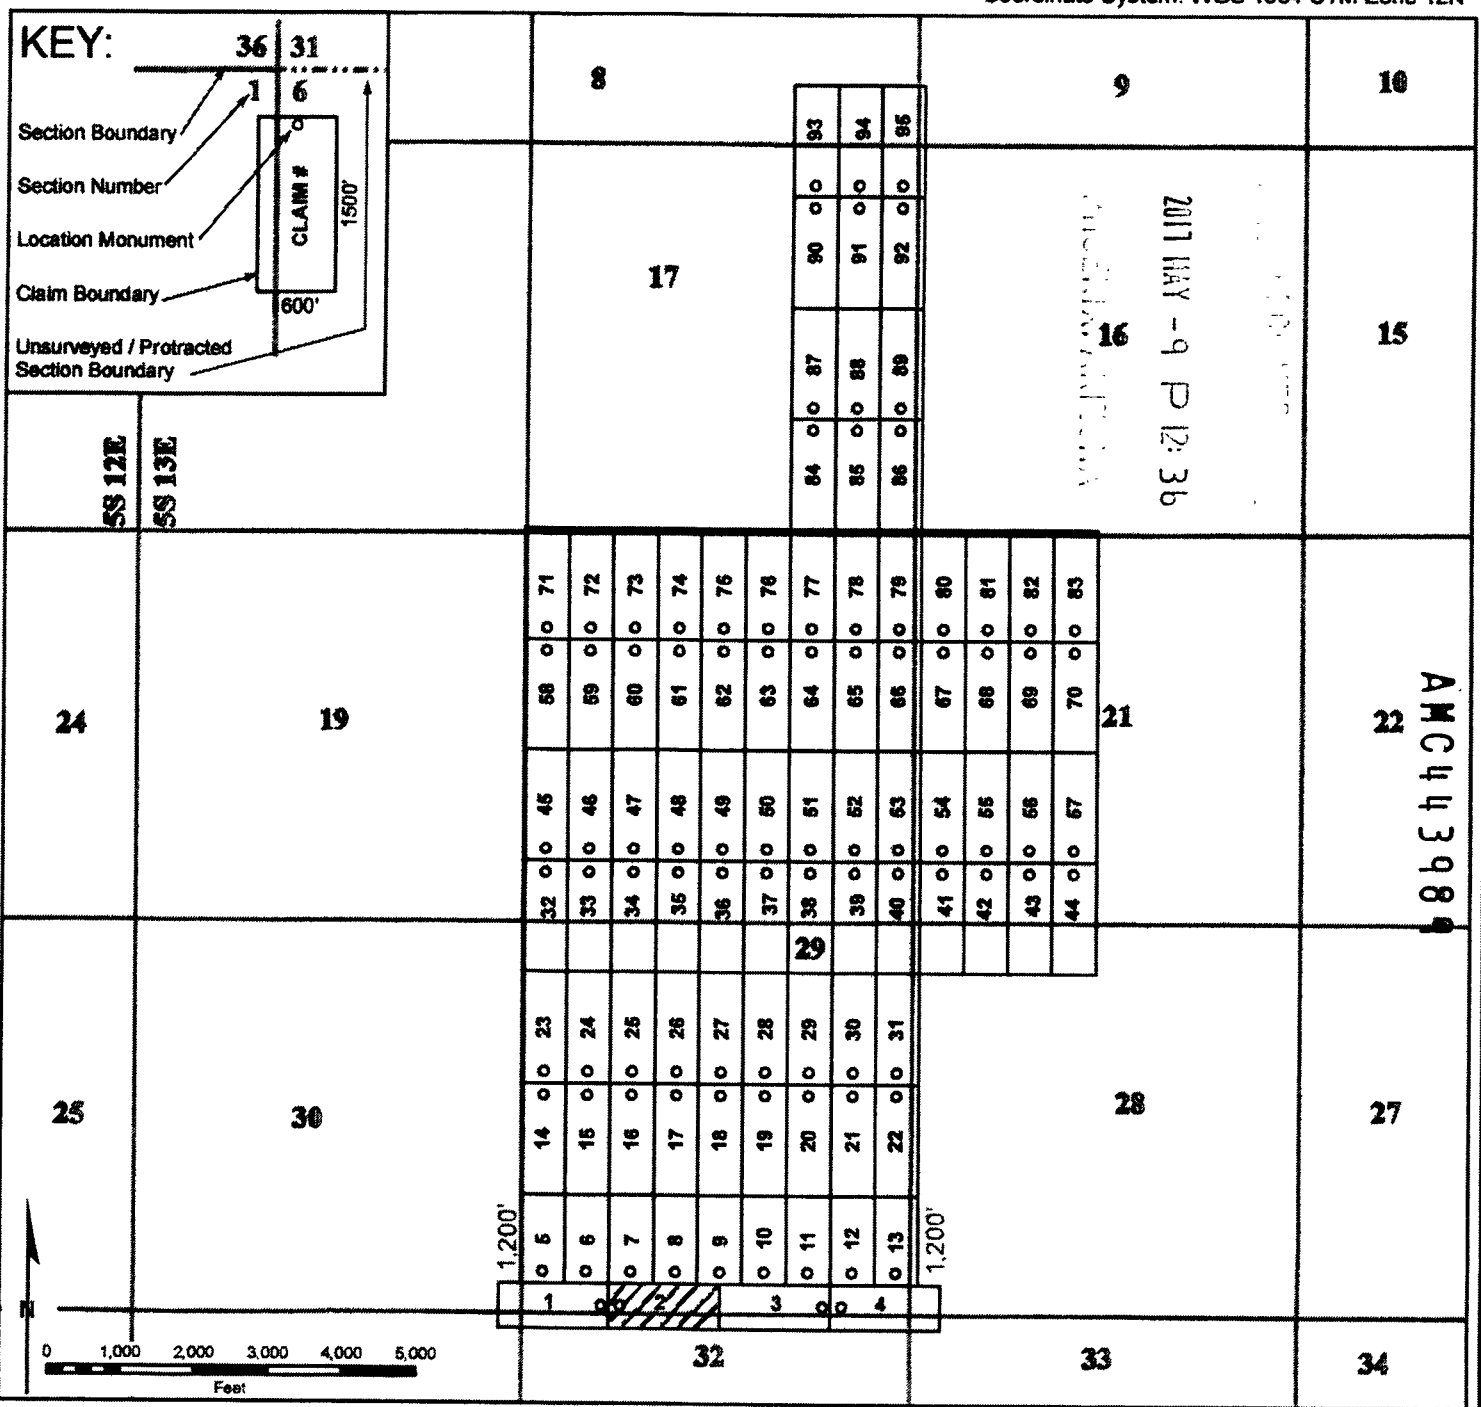 KEY:
36 31
1 6
Section Boundary
Section Number
Location Monument
Claim Boundary
Unsurveyed / Protracted
Section Boundary
CLAIM #
1500'
600'
8 9 10
93 94 95
17 16 15
90 91 92
87 88 89
84 85 86
2017 MAY -9 P 12: 36
5S 12E
5S 13E
71 72 73 74 75 76 77 78 79 80 81 82 83
24 19 21 22
58 59 60 61 62 63 64 65 66 67 68 69 70
45 46 47 48 49 50 51 52 53 54 55 56 57
32 33 34 35 36 37 38 39 40 41 42 43 44
29
23 24 25 26 27 28 29 30 31
25 30 28 27
14 15 16 17 18 19 20 21 22
1,200' 5 6 7 8 9 10 11 12 13 1,200'
1 2 3 4
N
0 1,000 2,000 3,000 4,000 5,000
Feet
32 33 34